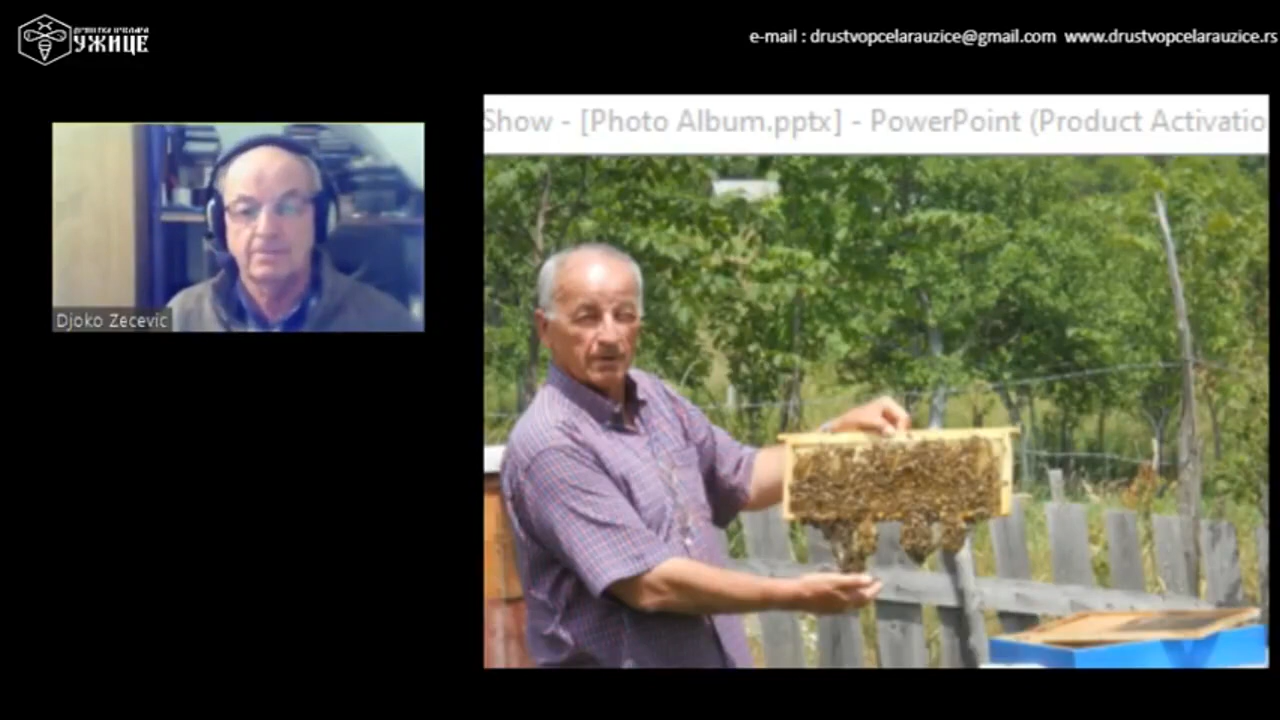 УЖИЦЕ
e-mail : drustvopcelarauzice@gmail.com www.drustvopcelarauzice.rs
Show - [Photo Album.pptx] - PowerPoint (Product Activatio
Djoko Zecevic